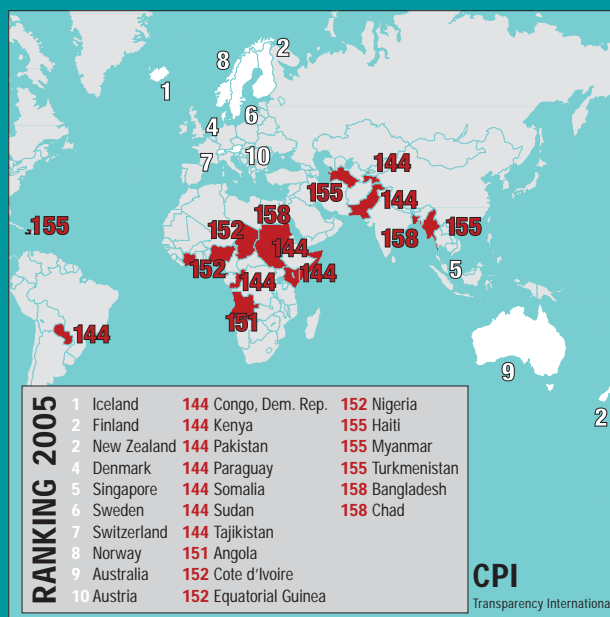 8
2
1
6
4
7
10
144
155
144
155
158
152
155
144
158
152
144
144
5
151
144
9
2
RANKING 2005
1 Iceland
2 Finland
2 New Zealand
4 Denmark
5 Singapore
6 Sweden
7 Switzerland
8 Norway
9 Australia
10 Austria
144 Congo, Dem. Rep.
144 Kenya
144 Pakistan
144 Paraguay
144 Somalia
144 Sudan
144 Tajikistan
151 Angola
152 Cote d'Ivoire
152 Equatorial Guinea
152 Nigeria
155 Haiti
155 Myanmar
155 Turkmenistan
158 Bangladesh
158 Chad
CPI
Transparency Internationa